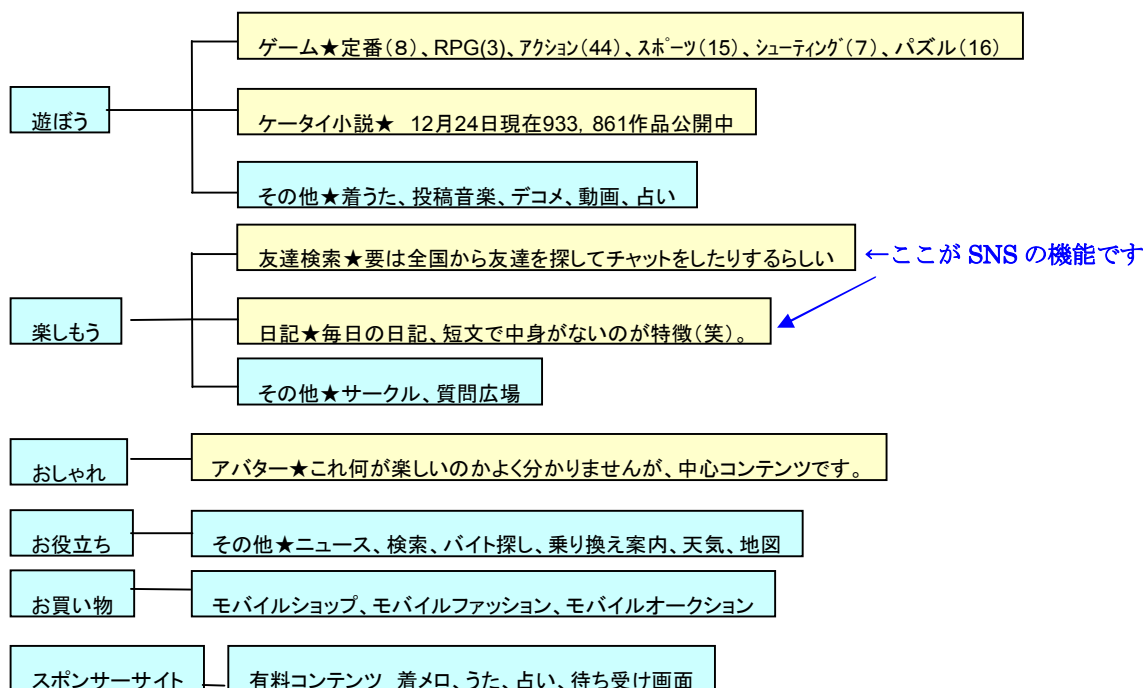 ゲーム★定番(8)、RPG(3)、アクション(44)、スポーツ(15)、シューティング(7)、パズル(16)
遊ぼう
ケータイ小説★ 12月24日現在933,861作品公開中
その他★着うた、投稿音楽、デコメ、動画、占い
友達検索★要は全国から友達を探してチャットをしたりするらしい
←ここが SNS の機能です
楽しもう
日記★毎日の日記、短文で中身がないのが特徴(笑)。
その他★サークル、質問広場
おしゃれ
アバター★これ何が楽しいのかよく分かりませんが、中心コンテンツです。
お役立ち
その他★ニュース、検索、バイト探し、乗り換え案内、天気、地図
お買い物
モバイルショップ、モバイルファッション、モバイルオークション
スポンサーサイト
有料コンテンツ 着メロ、うた、占い、待ち受け画面